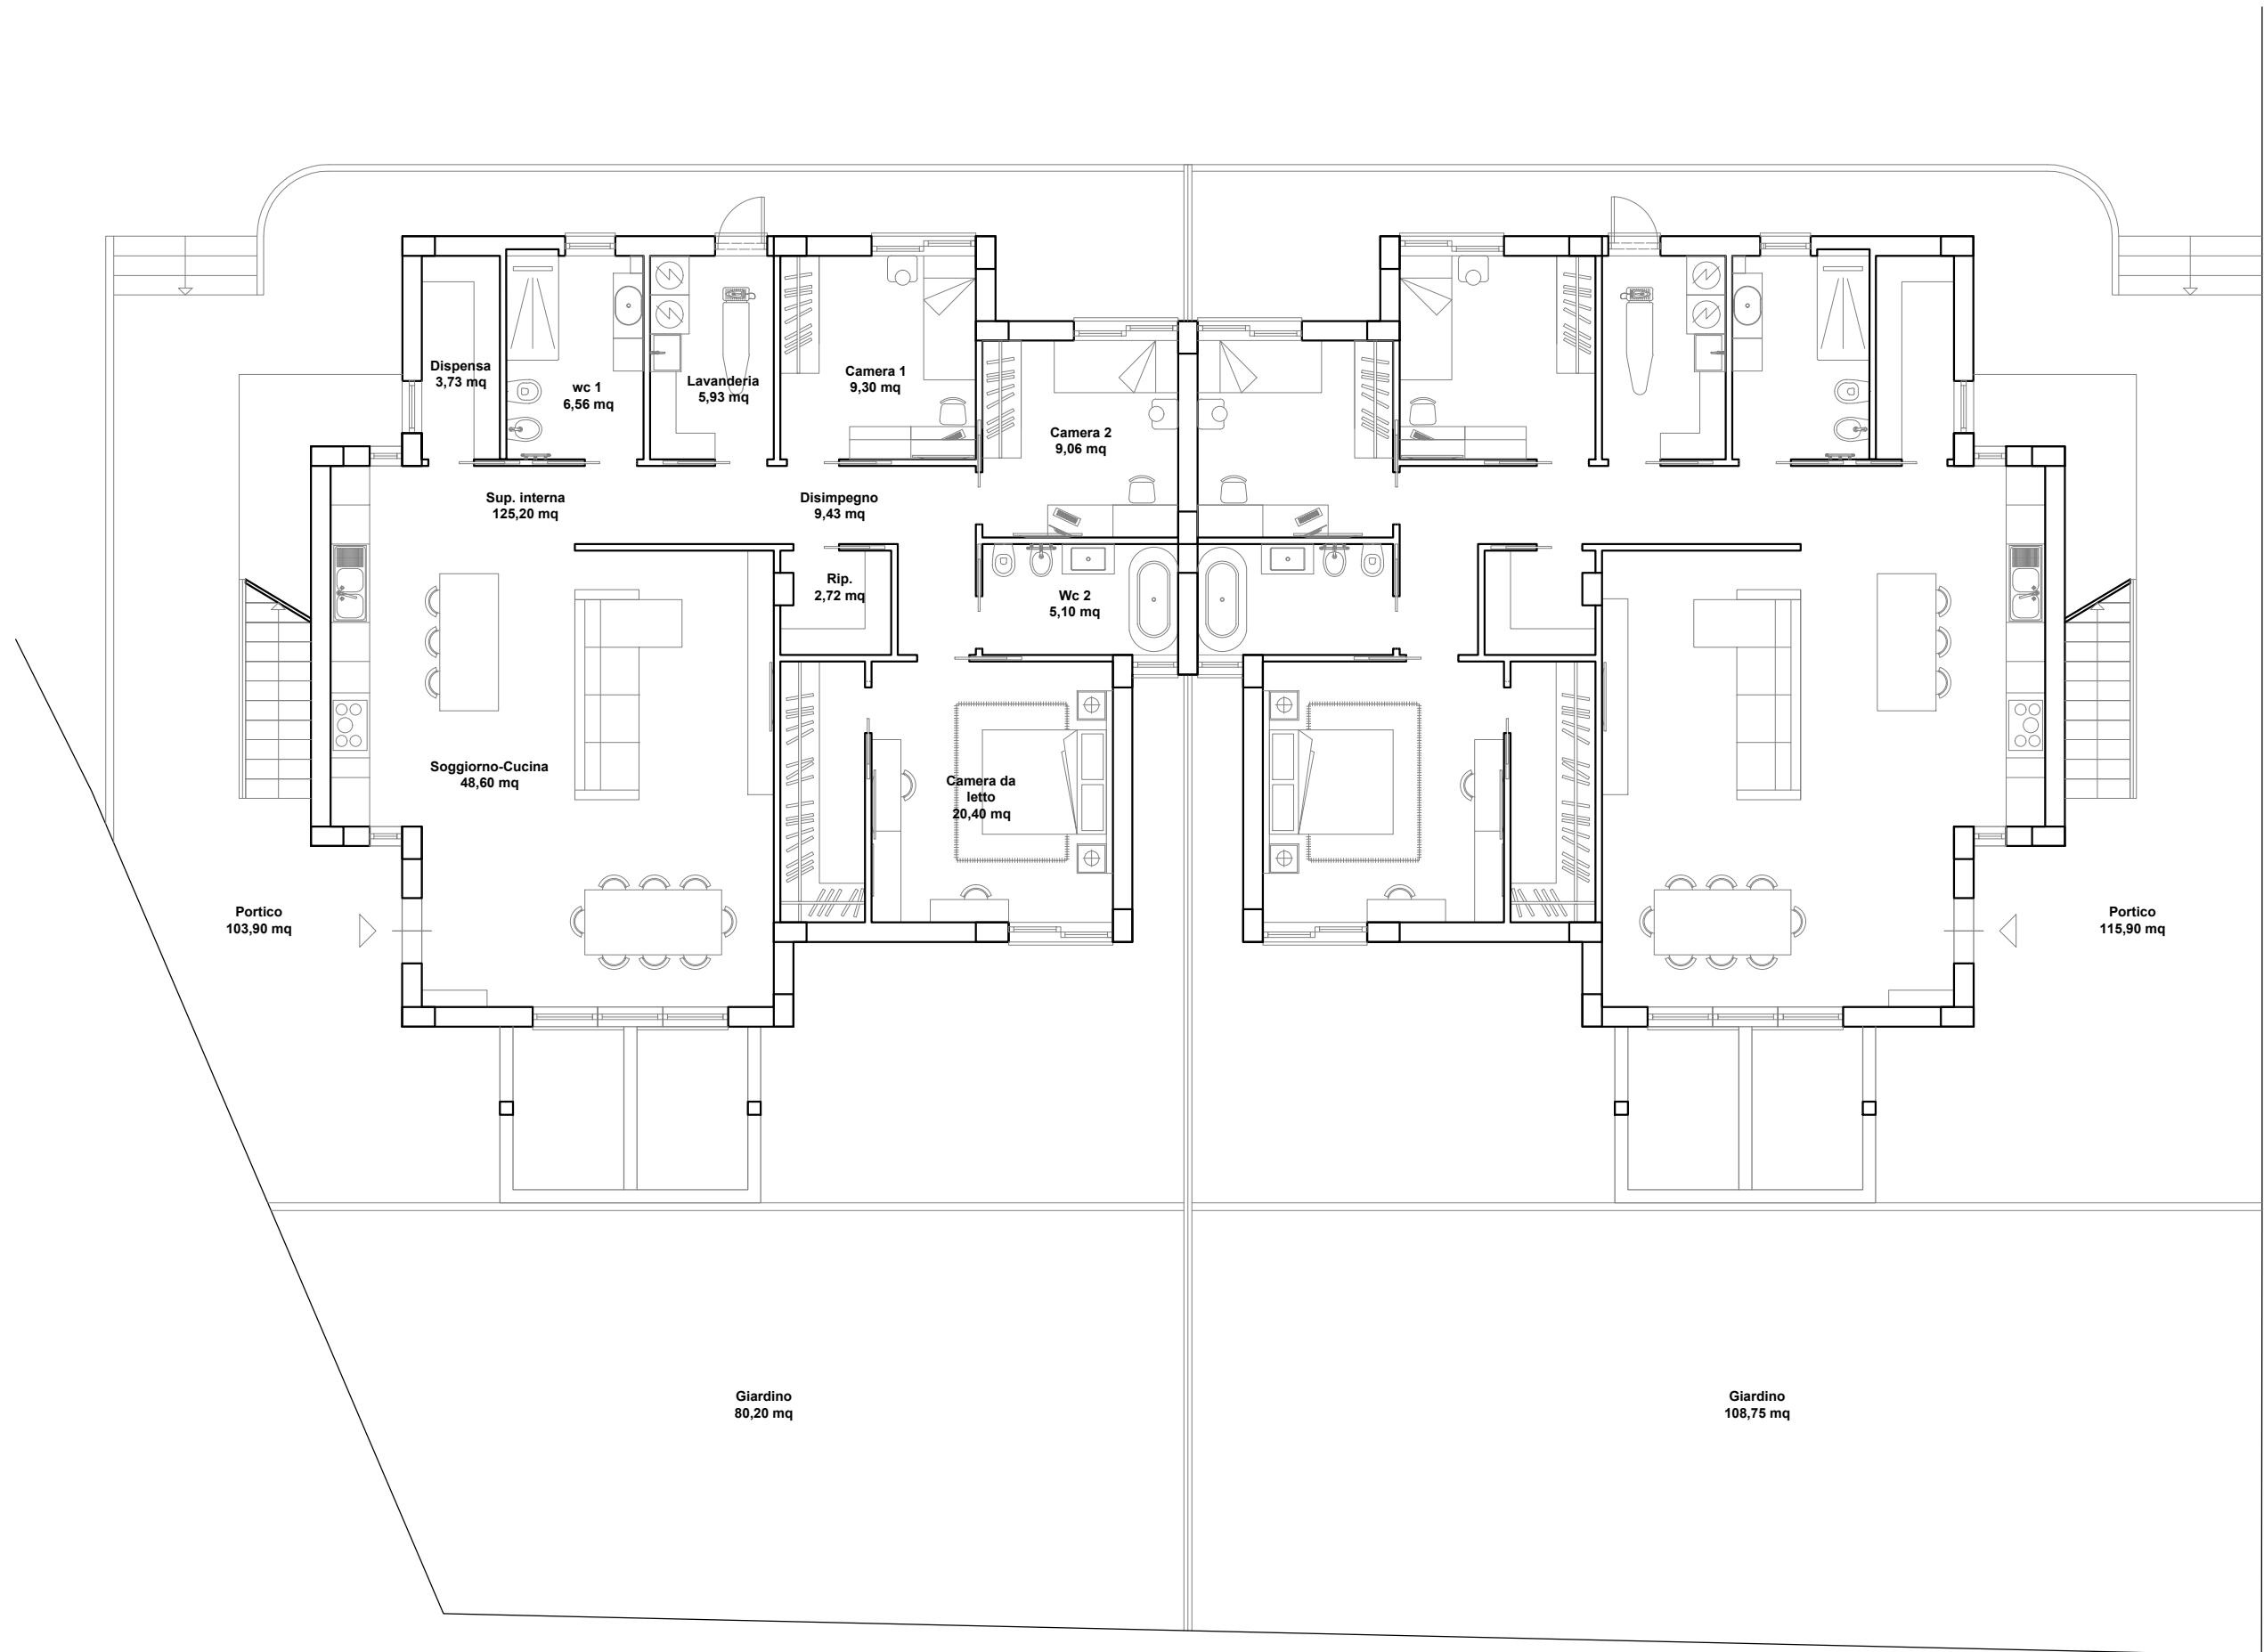 Dispensa
3,73 mq
wc 1
6,56 mq
Lavanderia
5,93 mq
Camera 1
9,30 mq
Camera 2
9,06 mq
Sup. interna
125,20 mq
Disimpegno
9,43 mq
Rip.
2,72 mq
Wc 2
5,10 mq
Soggiorno-Cucina
48,60 mq
Camera da
letto
20,40 mq
Portico
103,90 mq
Portico
115,90 mq
Giardino
80,20 mq
Giardino
108,75 mq